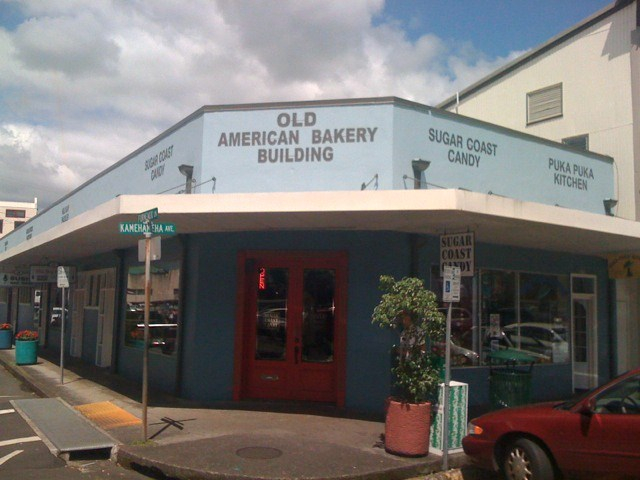 OLD
AMERICAN BAKERY
BUILDING
SUGAR COAST
CANDY
SUGAR COAST
CANDY
PUKA PUKA
KITCHEN
KAMEHAMEHA AVE.
SUGAR
COAST
CANDY